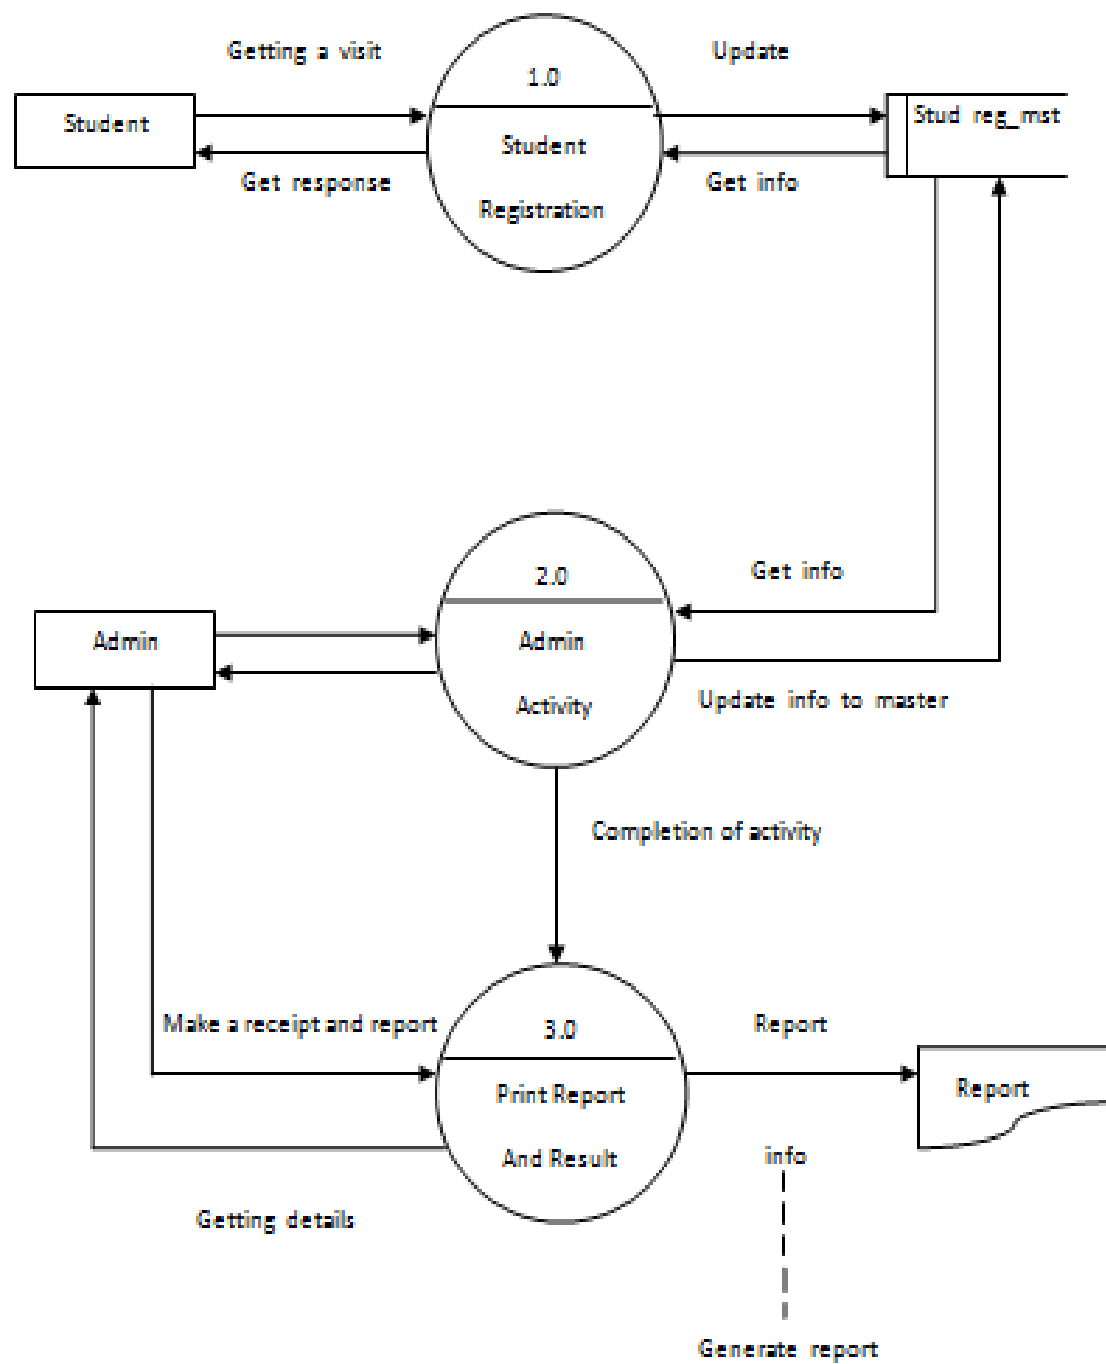 Getting a visit
Update
1.0
Student
Stud reg_mst
Student
Registration
Get response
Get info
2.0
Get info
Admin
Admin
Activity
Update info to master
Completion of activity
Make a receipt and report
3.0
Report
Print Report
Report
And Result
info
Getting details
Generate report